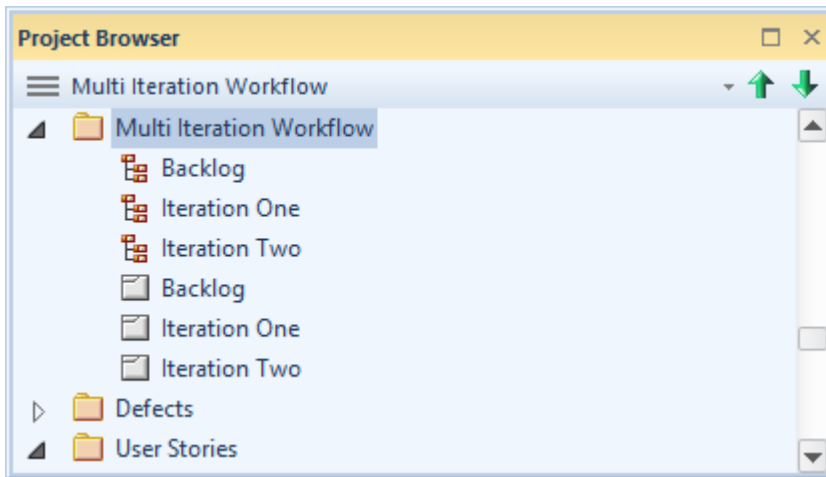 Project Browser
Multi Iteration Workflow
Multi Iteration Workflow
Backlog
Iteration One
Iteration Two
Backlog
Iteration One
Iteration Two
Defects
User Stories